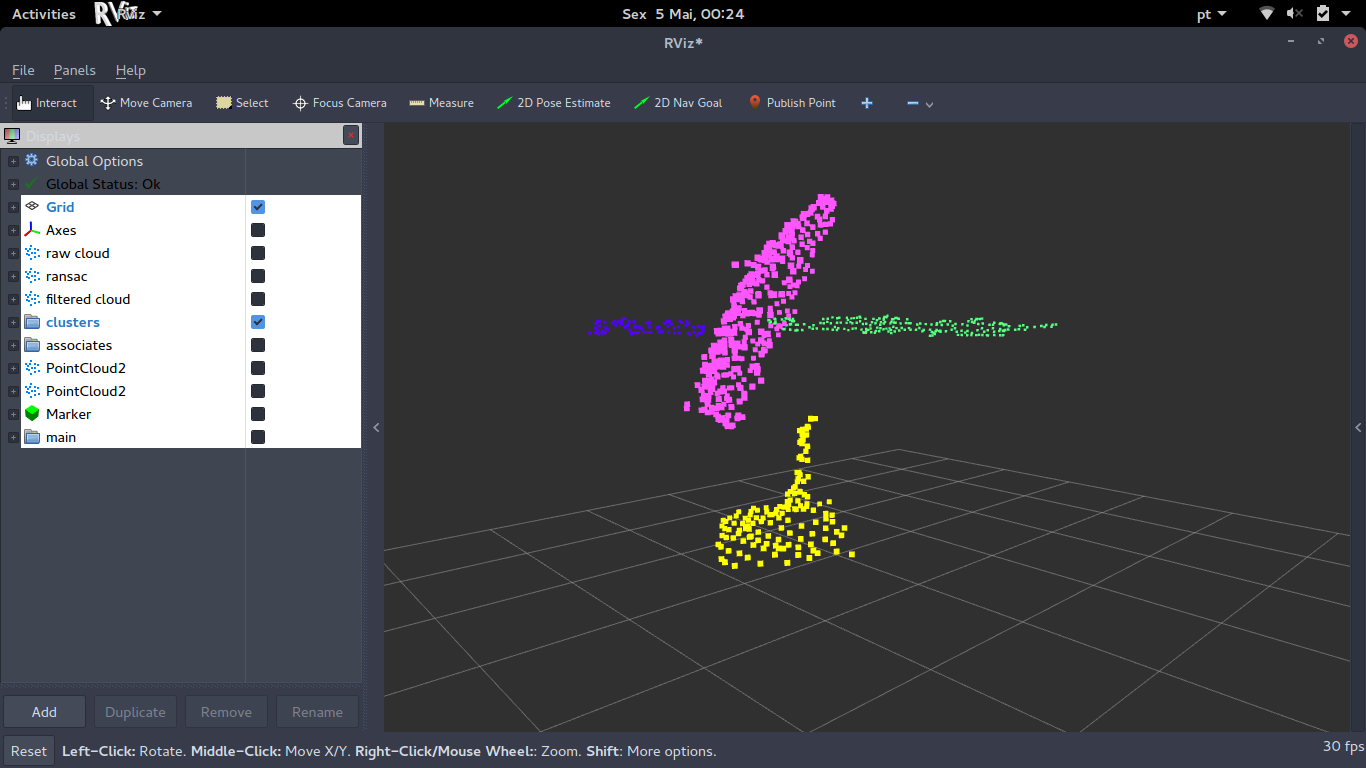 Activities RViz Sex 5 Mai, 00:24 pt
RViz*
File Panels Help
Interact Move Camera Select Focus Camera Measure 2D Pose Estimate 2D Nav Goal Publish Point
Displays
Global Options
Global Status: Ok
Grid
Axes
raw cloud
ransac
filtered cloud
clusters
associates
PointCloud2
PointCloud2
Marker
main
Add Duplicate Remove Rename
Reset Left-Click: Rotate. Middle-Click: Move X/Y. Right-Click/Mouse Wheel:: Zoom. Shift: More options. 30 fps